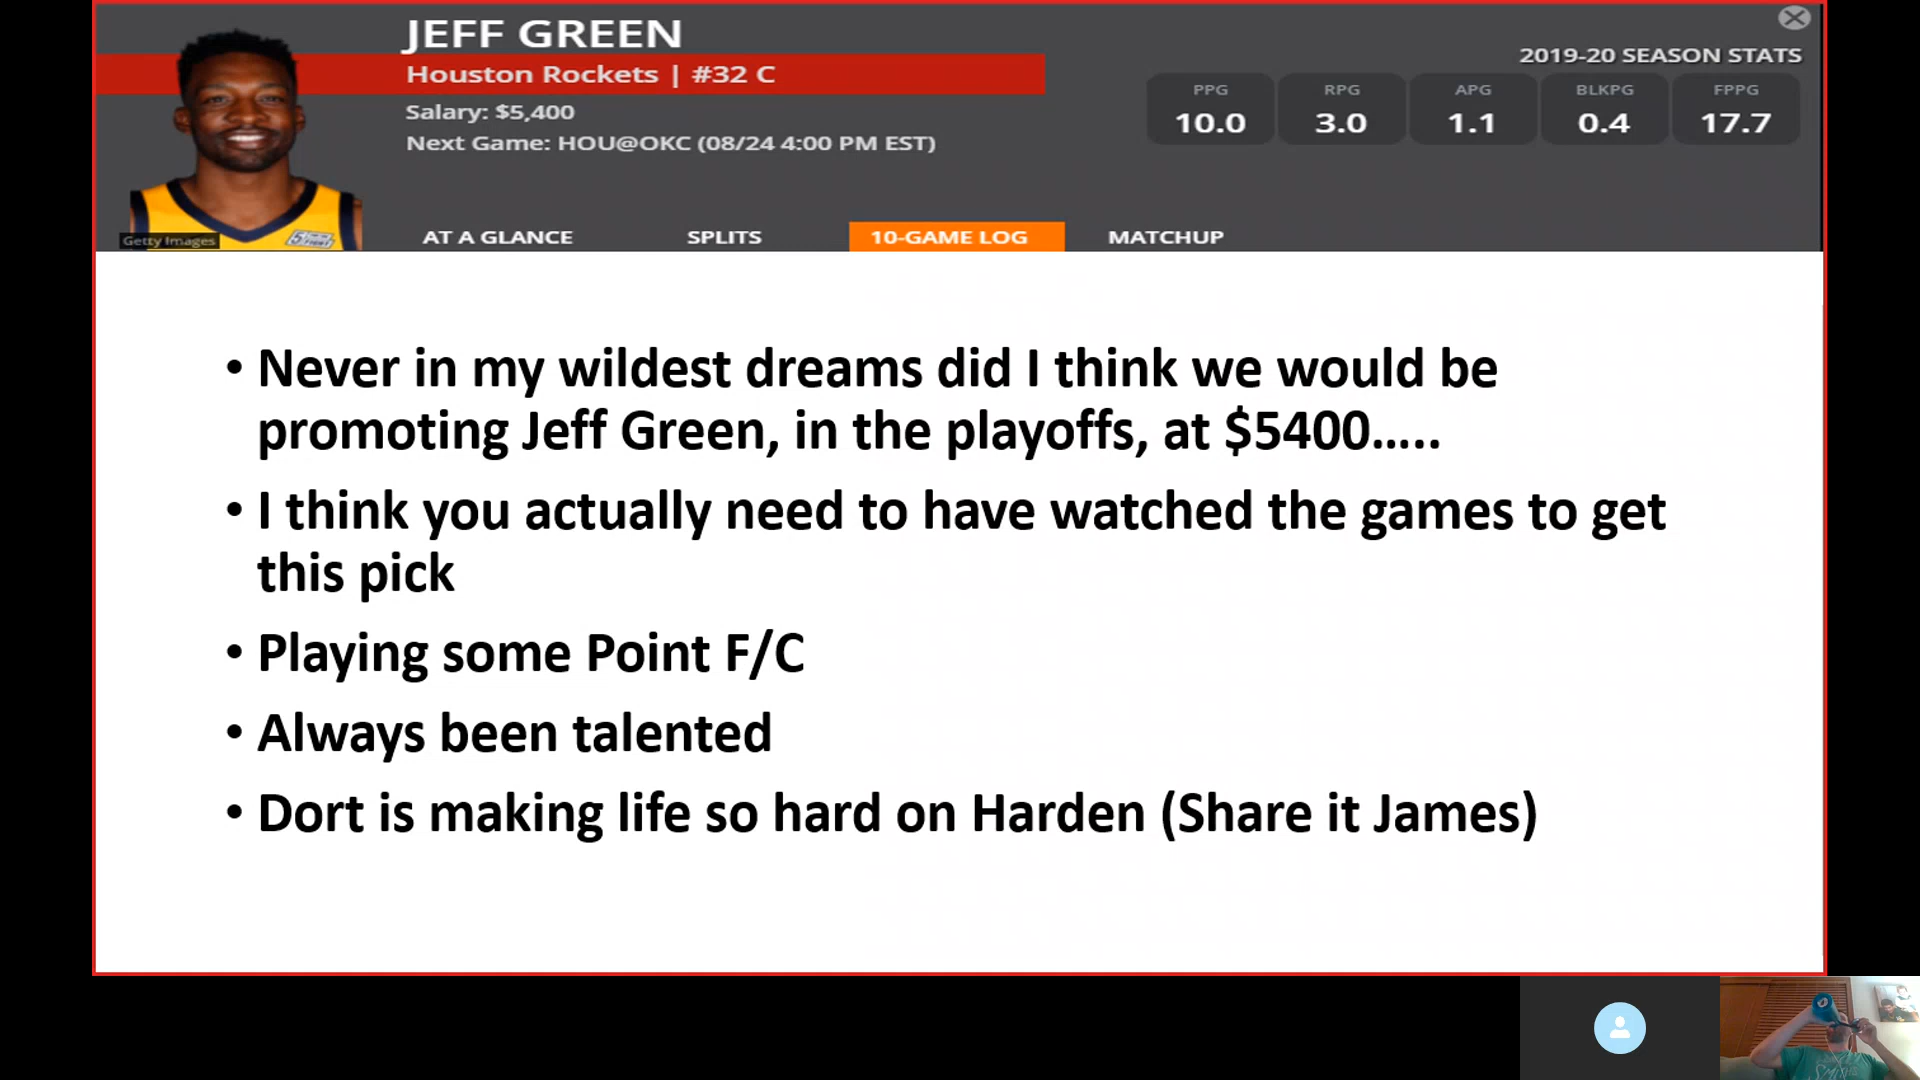 JEFF GREEN
Houston Rockets | #32 C
Salary: $5,400
Next Game: HOU@OKC (08/24 4:00 PM EST)
2019-20 SEASON STATS
PPG RPG APG BLKPG FPPG
10.0 3.0 1.1 0.4 17.7
Getty Images
AT A GLANCE SPLITS 10-GAME LOG MATCHUP
• Never in my wildest dreams did I think we would be
promoting Jeff Green, in the playoffs, at $5400.....
• I think you actually need to have watched the games to get
this pick
• Playing some Point F/C
• Always been talented
• Dort is making life so hard on Harden (Share it James)